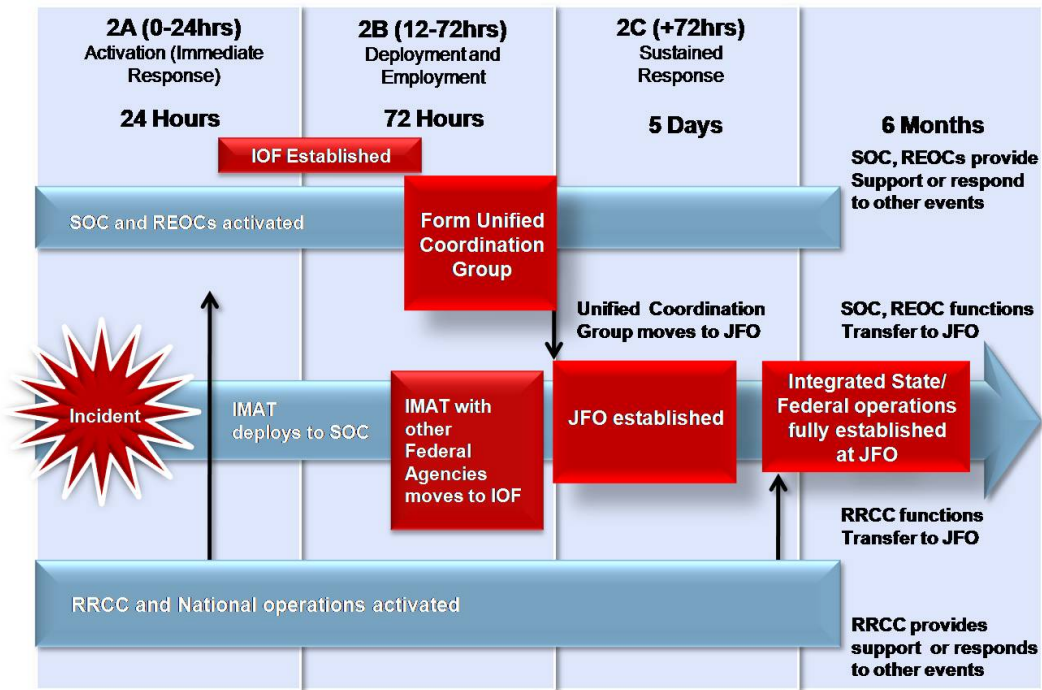 2A (0-24hrs)
Activation (Immediate
Response)
24 Hours
2B (12-72hrs)
Deployment and
Employment
72 Hours
2C (+72hrs)
Sustained
Response
5 Days
6 Months
IOF Established
SOC and REOCs activated
Form Unified
Coordination
Group
SOC, REOCs provide
Support or respond
to other events
Unified Coordination
Group moves to JFO
SOC, REOC functions
Transfer to JFO
Incident
IMAT
deploys to SOC
IMAT with
other
Federal
Agencies
moves to IOF
JFO established
Integrated State/
Federal operations
fully established
at JFO
RRCC functions
Transfer to JFO
RRCC and National operations activated
RRCC provides
support or responds
to other events